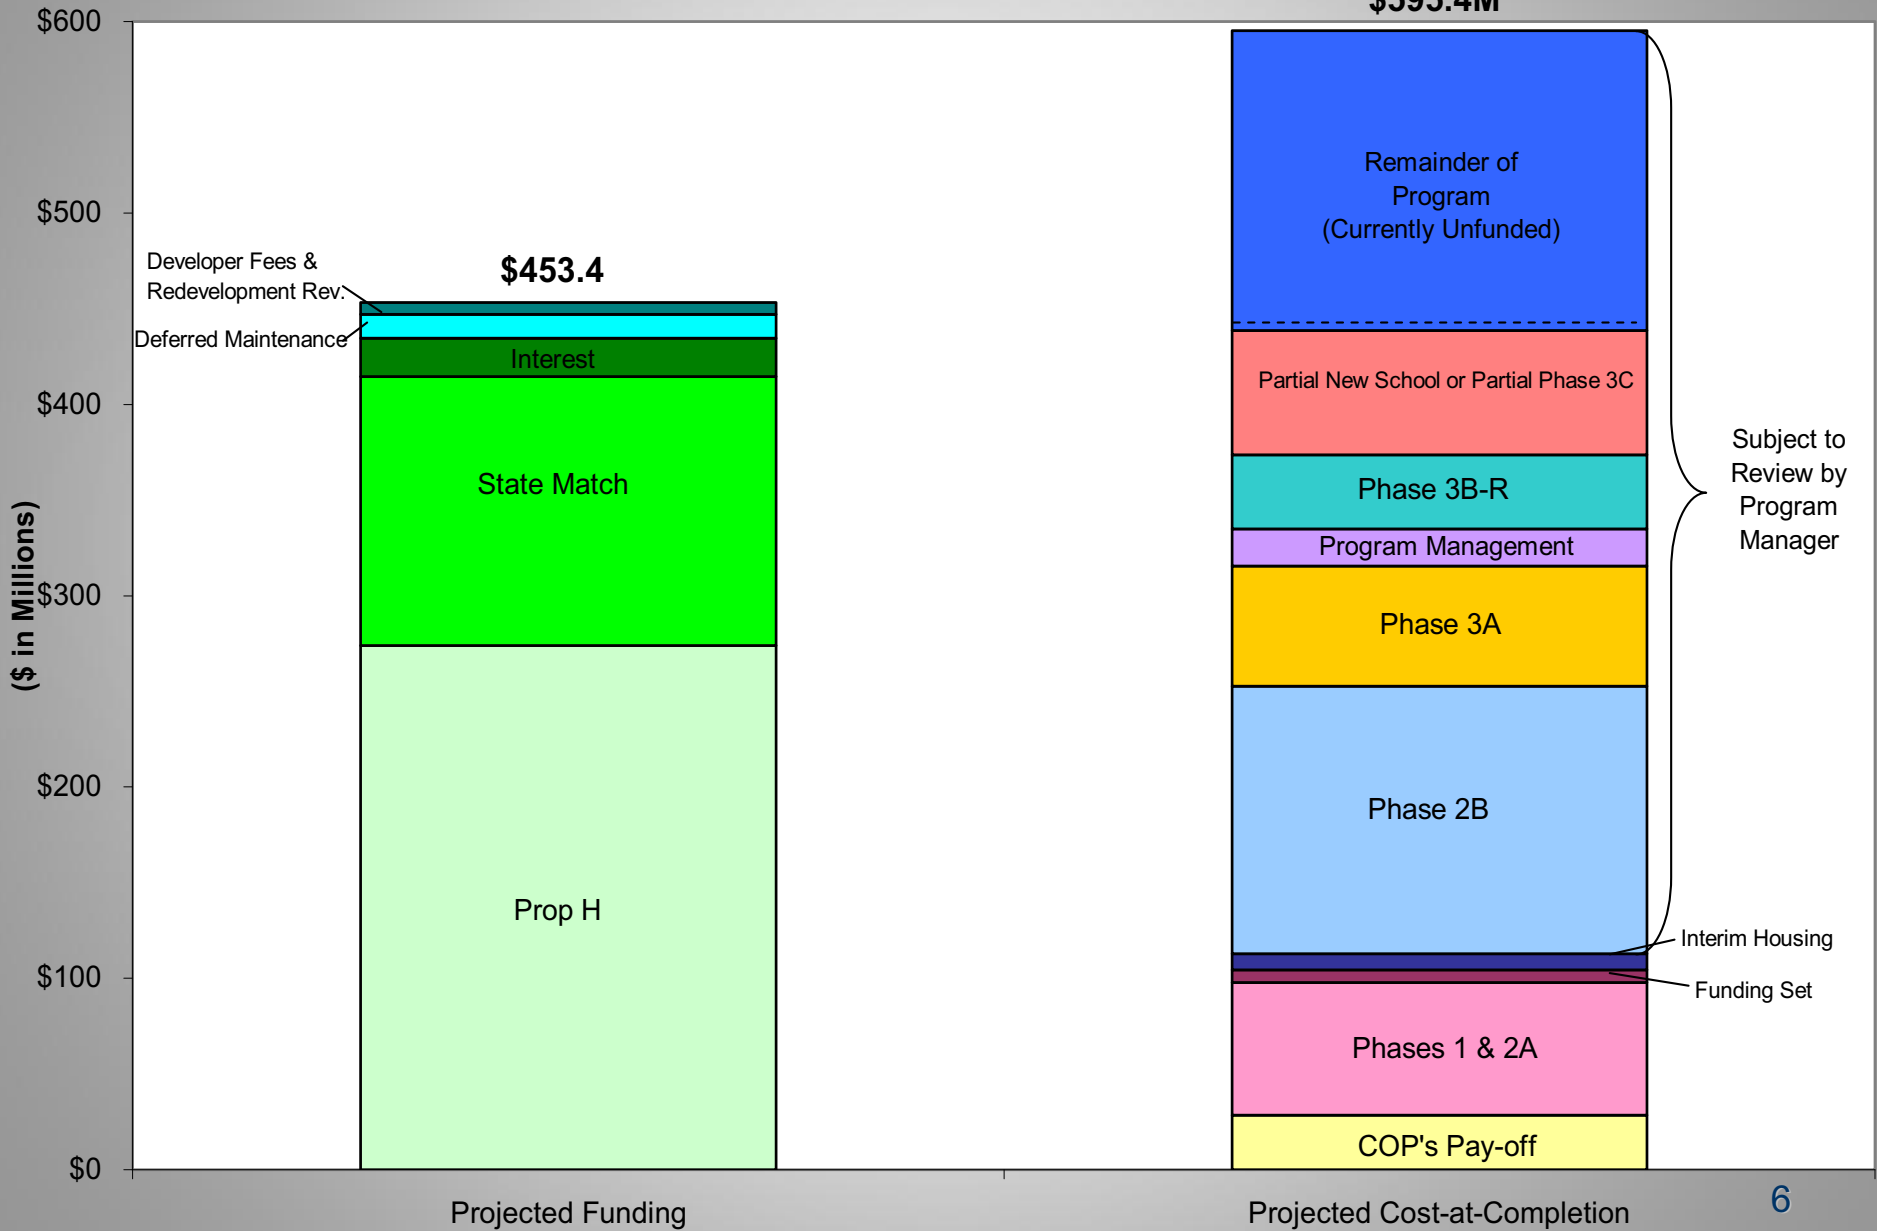 $595.4M
$600
$500
$400
$300
$200
$100
$0
($ in Millions)
$453.4
Developer Fees &
Redevelopment Rev.
Deferred Maintenance
Interest
State Match
Prop H
Remainder of
Program
(Currently Unfunded)
Partial New School or Partial Phase 3C
Phase 3B-R
Program Management
Phase 3A
Phase 2B
Phases 1 & 2A
COP's Pay-off
Subject to
Review by
Program
Manager
Interim Housing
Funding Set
Projected Funding
Projected Cost-at-Completion
6